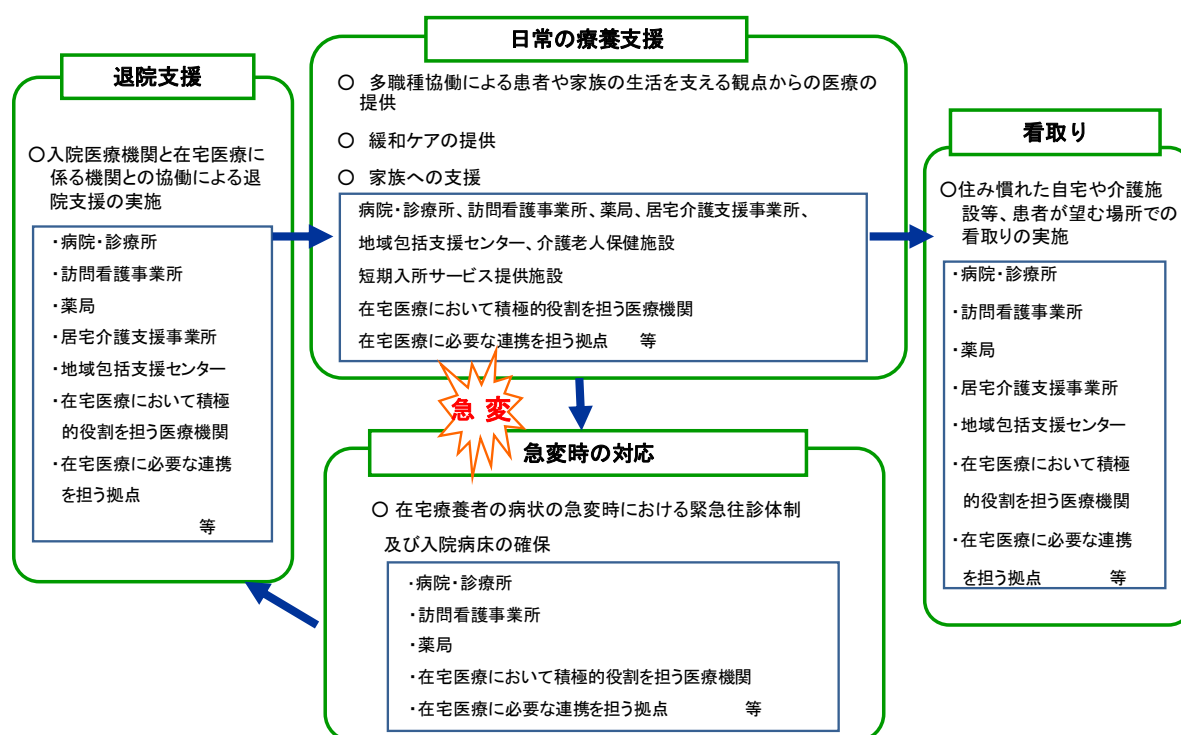 退院支援
〇入院医療機関と在宅医療に
係る機関との協働による退
院支援の実施
・病院・診療所
・訪問看護事業所
・薬局
・居宅介護支援事業所
・地域包括支援センター
・在宅医療において積極
的役割を担う医療機関
・在宅医療に必要な連携
を担う拠点
等
日常の療養支援
〇 多職種協働による患者や家族の生活を支える観点からの医療の
提供
〇 緩和ケアの提供
〇 家族への支援
病院・診療所、訪問看護事業所、薬局、居宅介護支援事業所、
地域包括支援センター、介護老人保健施設
短期入所サービス提供施設
在宅医療において積極的役割を担う医療機関
在宅医療に必要な連携を担う拠点 等
急 変
急変時の対応
〇 在宅療養者の病状の急変時における緊急往診体制
及び入院病床の確保
・病院・診療所
・訪問看護事業所
・薬局
・在宅医療において積極的役割を担う医療機関
・在宅医療に必要な連携を担う拠点 等
看取り
〇住み慣れた自宅や介護施
設等、患者が望む場所での
看取りの実施
・病院・診療所
・訪問看護事業所
・薬局
・居宅介護支援事業所
・地域包括支援センター
・在宅医療において積極
的役割を担う医療機関
・在宅医療に必要な連携
を担う拠点 等